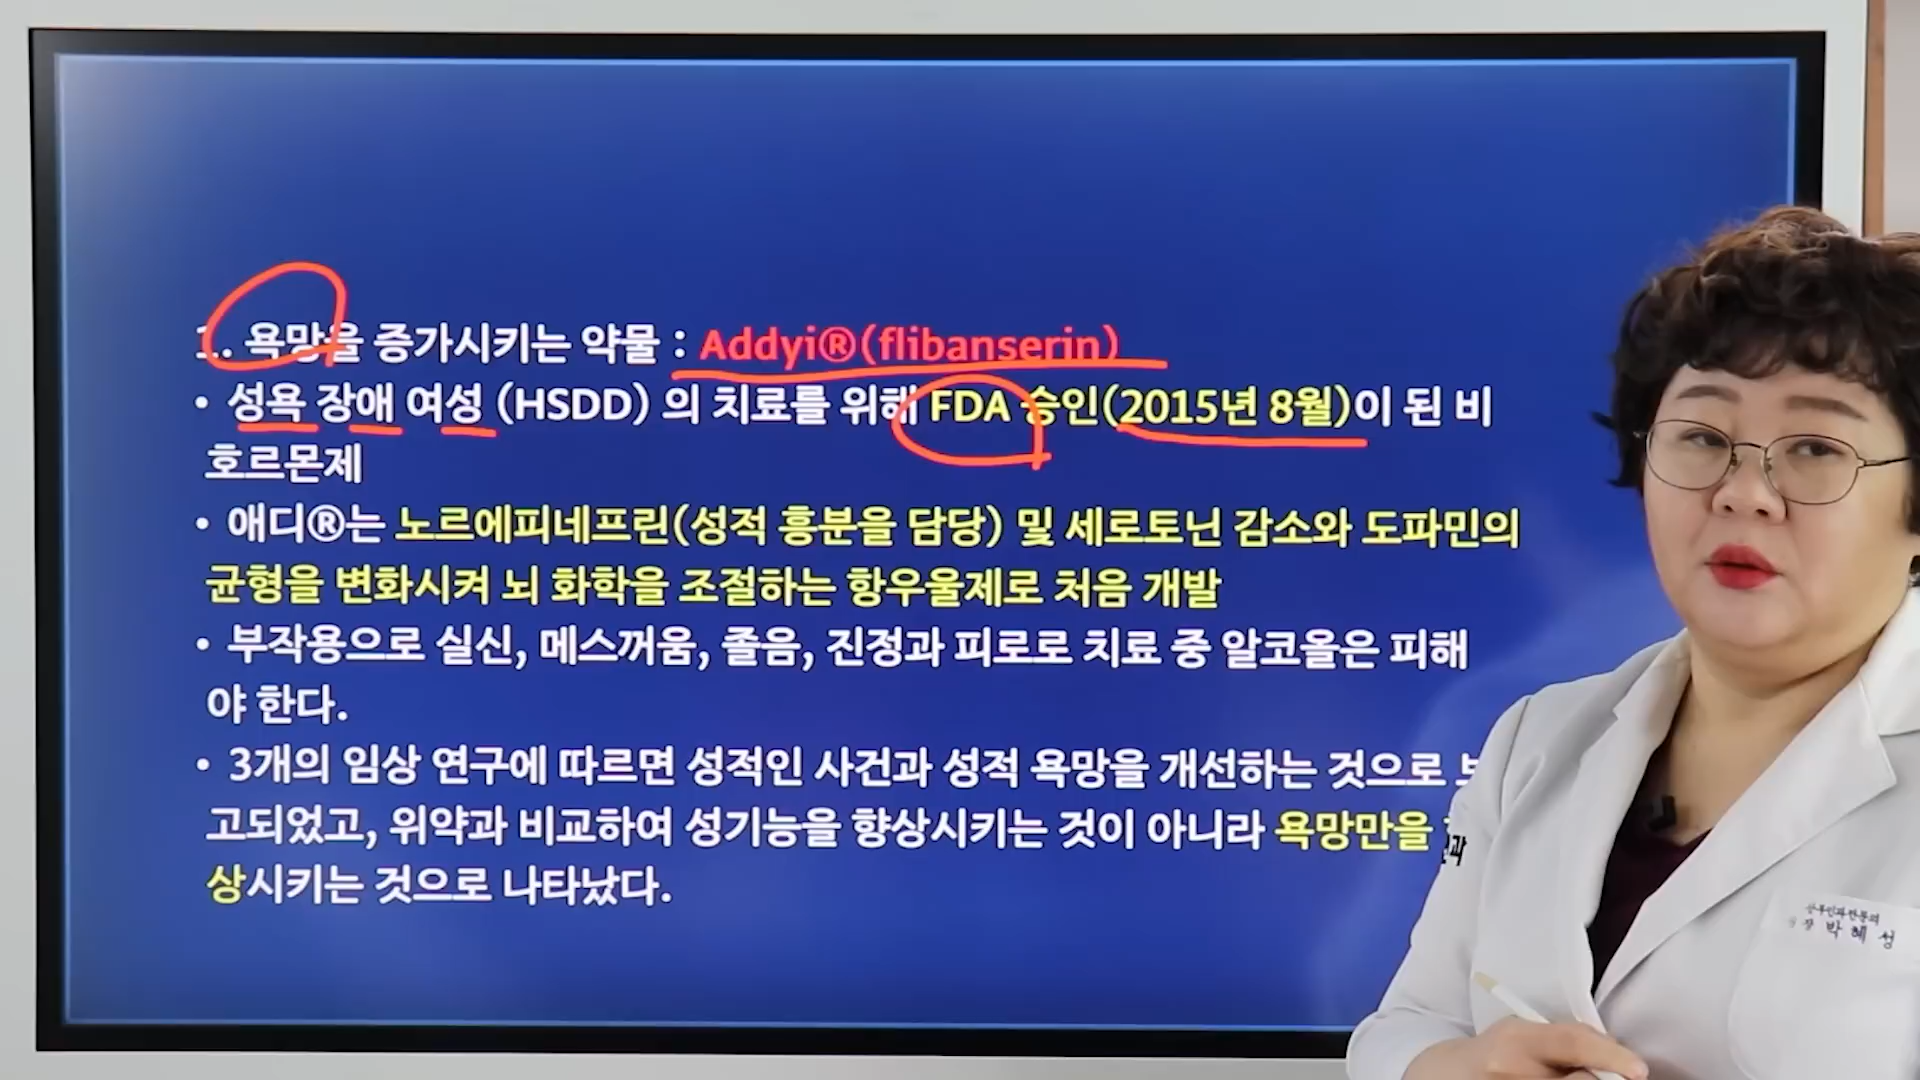 1. 욕망을 증가시키는 약물 : Addyi®(flibanserin)
• 성욕 장애 여성 (HSDD) 의 치료를 위해 FDA 승인(2015년 8월)이 된 비
호르몬제
• 애디®는 노르에피네프린(성적 흥분을 담당) 및 세로토닌 감소와 도파민의
균형을 변화시켜 뇌 화학을 조절하는 항우울제로 처음 개발
• 부작용으로 실신, 메스꺼움, 졸음, 진정과 피로로 치료 중 알코올은 피해
야 한다.
• 3개의 임상 연구에 따르면 성적인 사건과 성적 욕망을 개선하는 것으로
고되었고, 위약과 비교하여 성기능을 향상시키는 것이 아니라 욕망만을
상시키는 것으로 나타났다.
산부인과전문의
박혜성